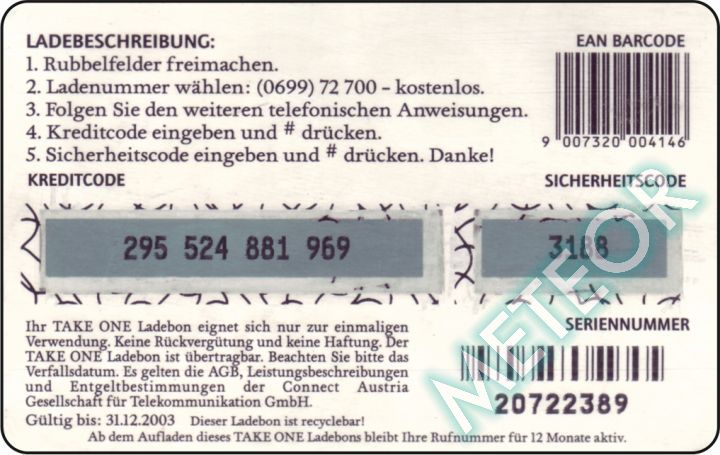 LADEBESCHREIBUNG:
1. Rubbelfelder freimachen.
2. Ladenummer wählen: (0699) 72 700 – kostenlos.
3. Folgen Sie den weiteren telefonischen Anweisungen.
4. Kreditcode eingeben und # drücken.
5. Sicherheitscode eingeben und # drücken. Danke!
EAN BARCODE
9 007320 004146
KREDITCODE
SICHERHEITSCODE
295 524 881 969
3188
METEOR
Ihr TAKE ONE Ladebon eignet sich nur zur einmaligen
Verwendung. Keine Rückvergütung und keine Haftung. Der
TAKE ONE Ladebon ist übertragbar. Beachten Sie bitte das
Verfallsdatum. Es gelten die AGB, Leistungsbeschreibungen
und Entgeltbestimmungen der Connect Austria
Gesellschaft für Telekommunikation GmbH.
SERIENNUMMER
20722389
Gültig bis: 31.12.2003 Dieser Ladebon ist recyclebar!
Ab dem Aufladen dieses TAKE ONE Ladebons bleibt Ihre Rufnummer für 12 Monate aktiv.